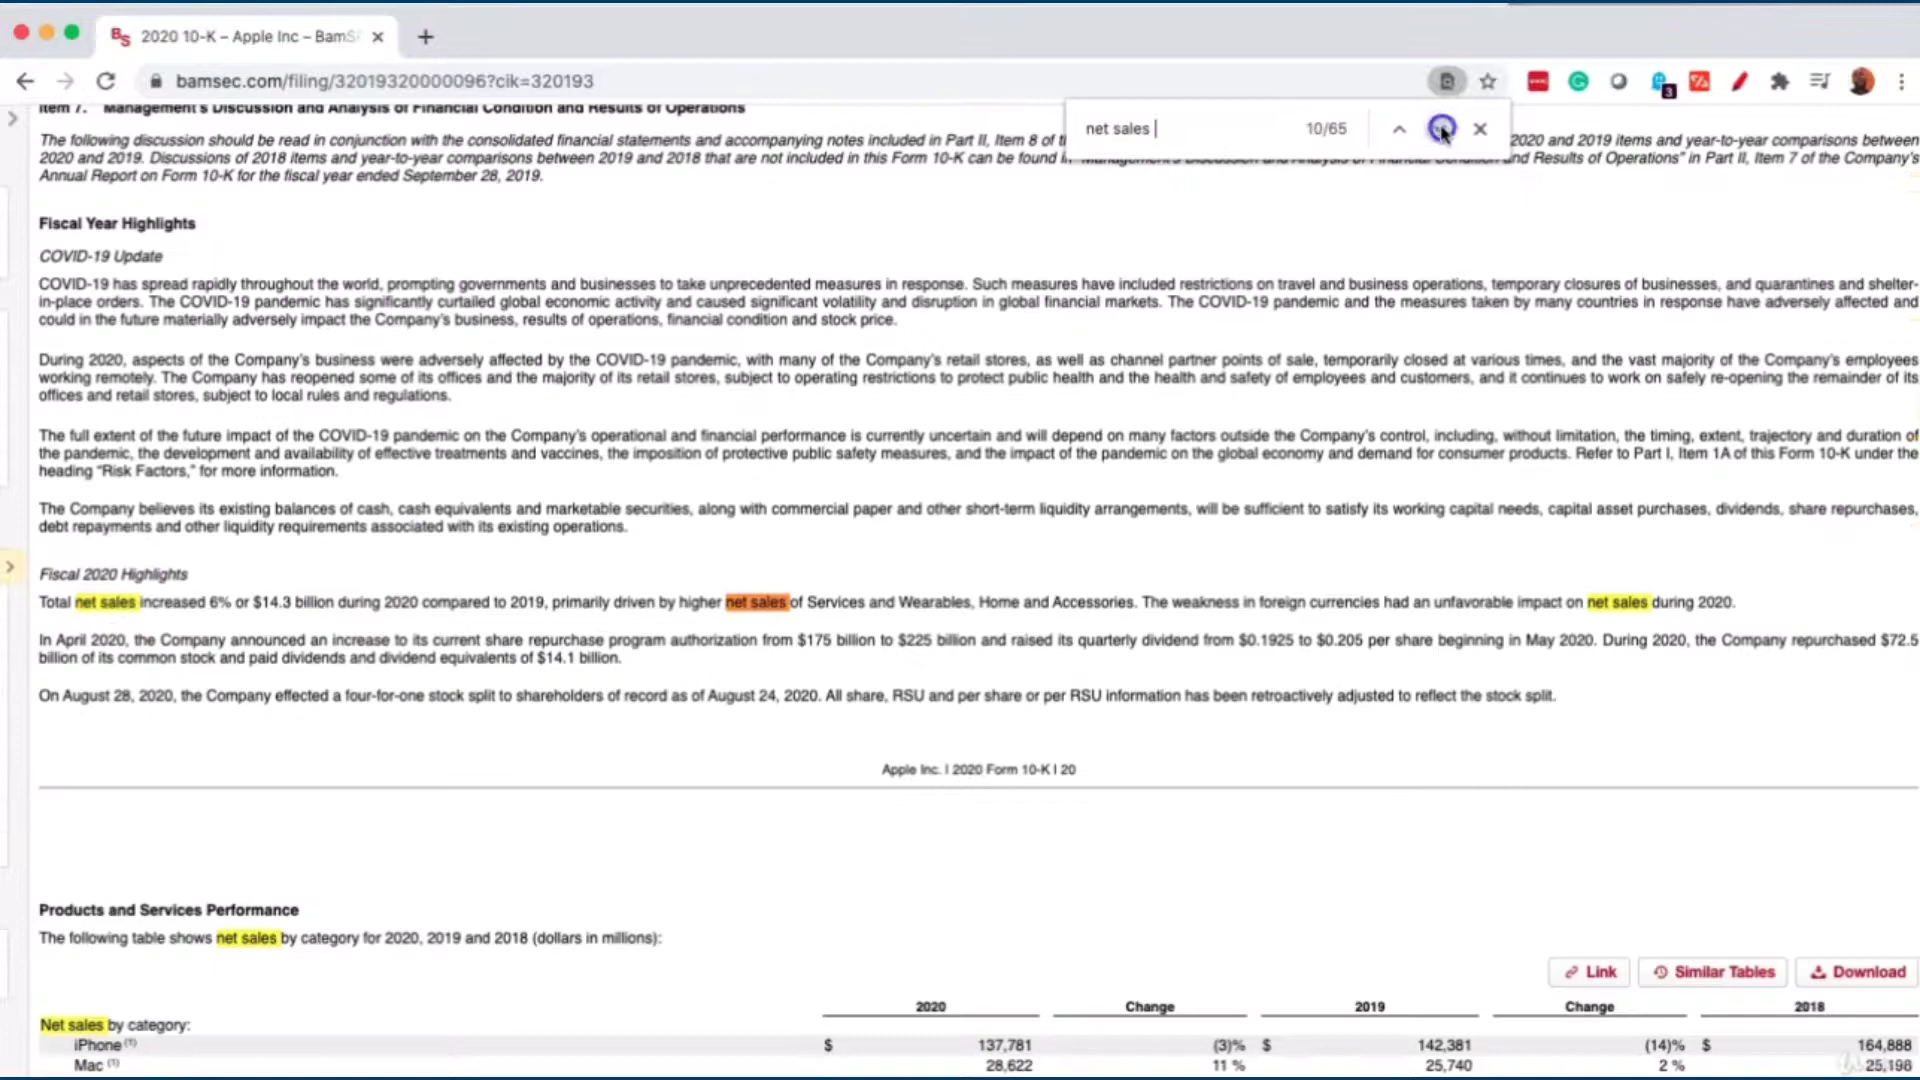 2020 10-K – Apple Inc – BamS
bamsec.com/filing/32019320000096?cik=320193
3
net sales
10/65
Item 7. Management's Discussion and Analysis of Financial Condition and Results of Operations
The following discussion should be read in conjunction with the consolidated financial statements and accompanying notes included in Part II, Item 8 of 2020 and 2019 items and year-to-year comparisons between
2020 and 2019. Discussions of 2018 items and year-to-year comparisons between 2019 and 2018 that are not included in this Form 10-K can be found "Management's Discussion and Analysis of Financial Condition and Results of Operations" in Part II, Item 7 of the Company's
Annual Report on Form 10-K for the fiscal year ended September 28, 2019.
Fiscal Year Highlights
COVID-19 Update
COVID-19 has spread rapidly throughout the world, prompting governments and businesses to take unprecedented measures in response. Such measures have included restrictions on travel and business operations, temporary closures of businesses, and quarantines and shelter-
in-place orders. The COVID-19 pandemic has significantly curtailed global economic activity and caused significant volatility and disruption in global financial markets. The COVID-19 pandemic and the measures taken by many countries in response have adversely affected and
could in the future materially adversely impact the Company's business, results of operations, financial condition and stock price.
During 2020, aspects of the Company's business were adversely affected by the COVID-19 pandemic, with many of the Company's retail stores, as well as channel partner points of sale, temporarily closed at various times, and the vast majority of the Company's employees
working remotely. The Company has reopened some of its offices and the majority of its retail stores, subject to operating restrictions to protect public health and the health and safety of employees and customers, and it continues to work on safely re-opening the remainder of its
offices and retail stores, subject to local rules and regulations.
The full extent of the future impact of the COVID-19 pandemic on the Company's operational and financial performance is currently uncertain and will depend on many factors outside the Company's control, including, without limitation, the timing, extent, trajectory and duration of
the pandemic, the development and availability of effective treatments and vaccines, the imposition of protective public safety measures, and the impact of the pandemic on the global economy and demand for consumer products. Refer to Part I, Item 1A of this Form 10-K under the
heading "Risk Factors," for more information.
The Company believes its existing balances of cash, cash equivalents and marketable securities, along with commercial paper and other short-term liquidity arrangements, will be sufficient to satisfy its working capital needs, capital asset purchases, dividends, share repurchases,
debt repayments and other liquidity requirements associated with its existing operations.
Fiscal 2020 Highlights
Total net sales increased 6% or $14.3 billion during 2020 compared to 2019, primarily driven by higher net sales of Services and Wearables, Home and Accessories. The weakness in foreign currencies had an unfavorable impact on net sales during 2020.
In April 2020, the Company announced an increase to its current share repurchase program authorization from $175 billion to $225 billion and raised its quarterly dividend from $0.1925 to $0.205 per share beginning in May 2020. During 2020, the Company repurchased $72.5
billion of its common stock and paid dividends and dividend equivalents of $14.1 billion.
On August 28, 2020, the Company effected a four-for-one stock split to shareholders of record as of August 24, 2020. All share, RSU and per share or per RSU information has been retroactively adjusted to reflect the stock split.
Apple Inc. | 2020 Form 10-K | 20
Products and Services Performance
The following table shows net sales by category for 2020, 2019 and 2018 (dollars in millions):
Link Similar Tables Download
2020 Change 2019 Change 2018
Net sales by category:
iPhone (1) $ 137,781 (3)% $ 142,381 (14)% $ 164,888
Mac (1) 28,622 11 % 25,740 2 % 25,198